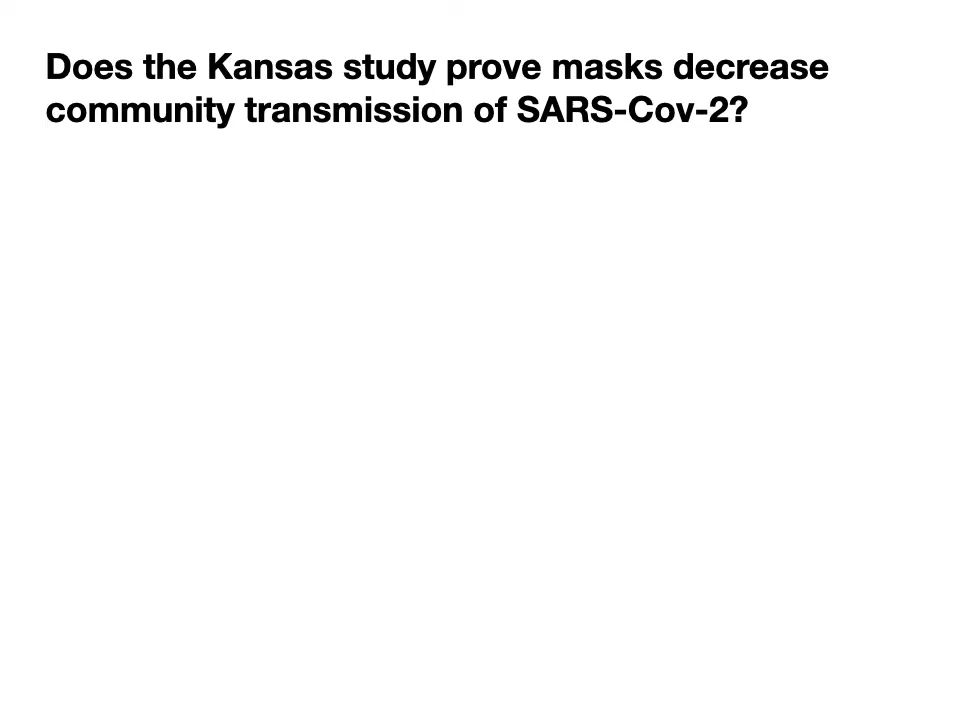 Does the Kansas study prove masks decrease
community transmission of SARS-Cov-2?